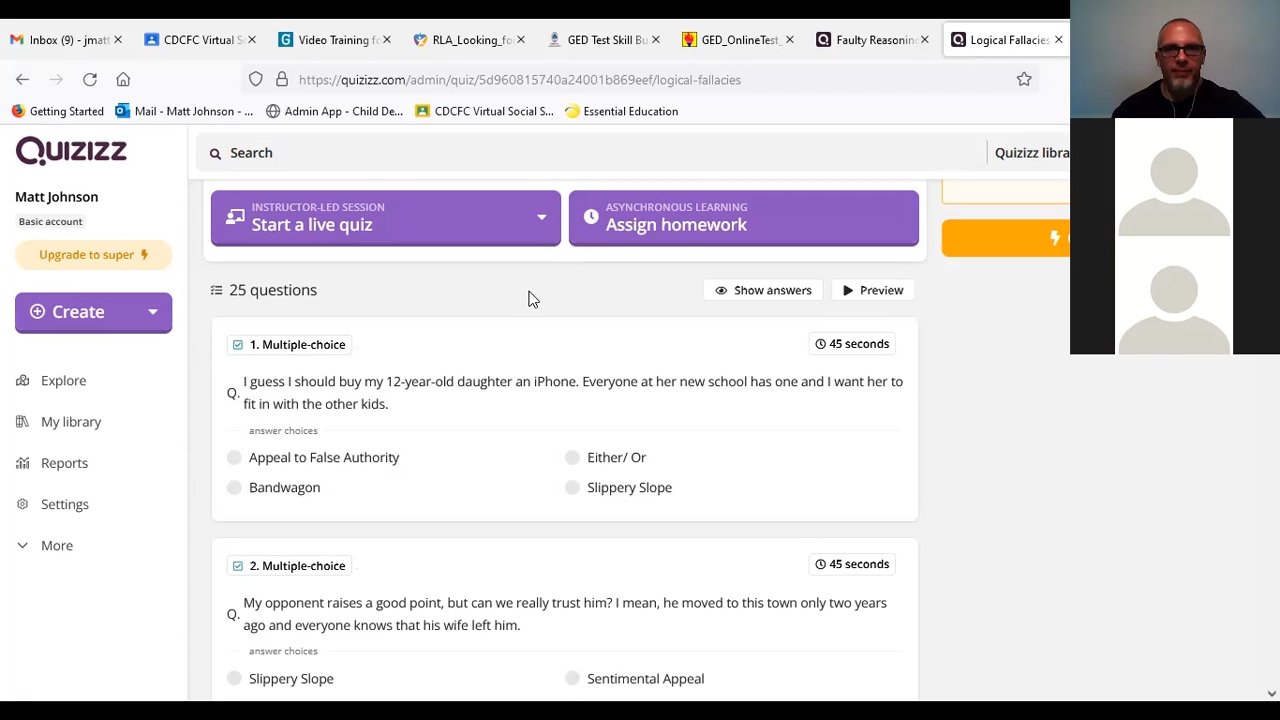 Inbox (9) - jmatt
CDCFC Virtual S
Video Training fo
RLA_Looking_fo
GED Test Skill Bu
GED_OnlineTest_
Faulty Reasonin
Logical Fallacies
https://quizizz.com/admin/quiz/5d960815740a24001b869eef/logical-fallacies
Getting Started
Mail - Matt Johnson - ...
Admin App - Child De...
CDCFC Virtual Social S...
Essential Education
Quizizz
Search
Quizizz libra
Matt Johnson
Basic account
Upgrade to super
Create
Explore
My library
Reports
Settings
More
INSTRUCTOR-LED SESSION
Start a live quiz
ASYNCHRONOUS LEARNING
Assign homework
25 questions
Show answers
Preview
1. Multiple-choice
45 seconds
Q.
I guess I should buy my 12-year-old daughter an iPhone. Everyone at her new school has one and I want her to
fit in with the other kids.
answer choices
Appeal to False Authority
Either/ Or
Bandwagon
Slippery Slope
2. Multiple-choice
45 seconds
Q.
My opponent raises a good point, but can we really trust him? I mean, he moved to this town only two years
ago and everyone knows that his wife left him.
answer choices
Slippery Slope
Sentimental Appeal